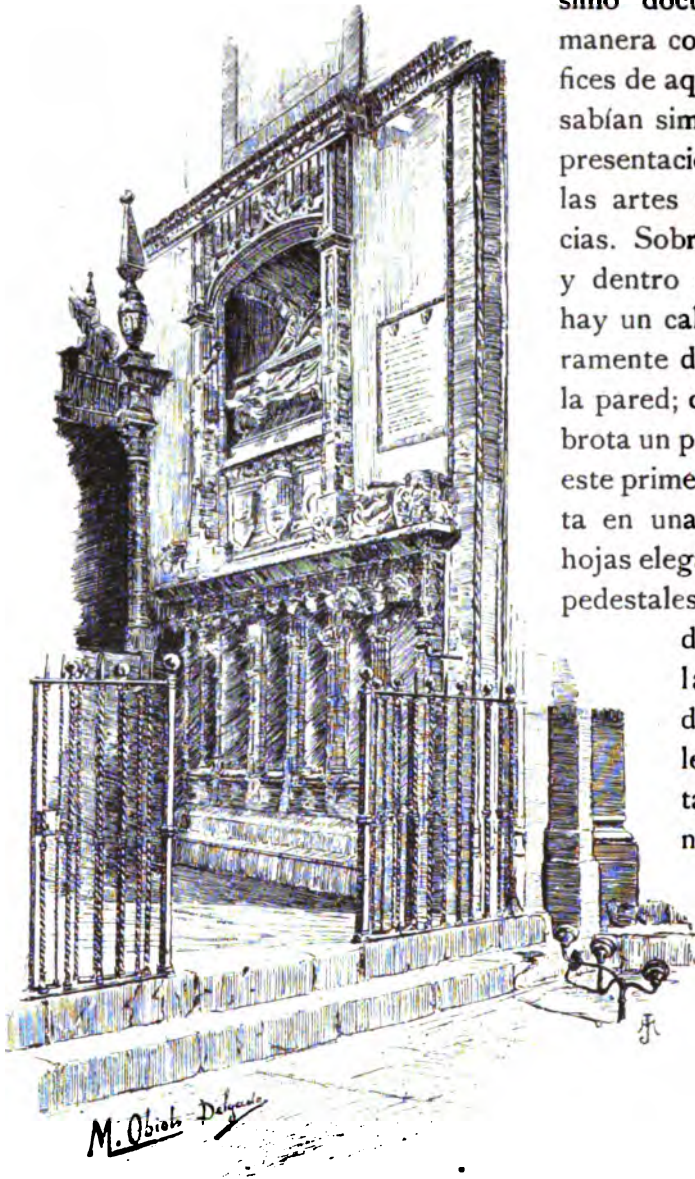 simo docu
manera co
fices de aq
sabían sim
presentacio
las artes
cias. Sobr
y dentro
hay un cal
ramente d
la pared; c
brota un p
este prime
ta en una
hojas eleg
pedestales
d
la
d
le
ta
n
M. Obiols Delgado